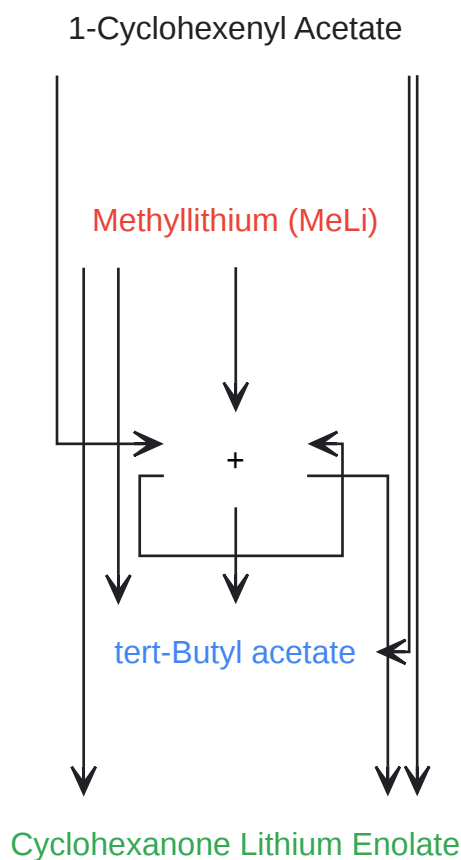 1-Cyclohexenyl Acetate
Methyllithium (MeLi)
+
tert-Butyl acetate
Cyclohexanone Lithium Enolate